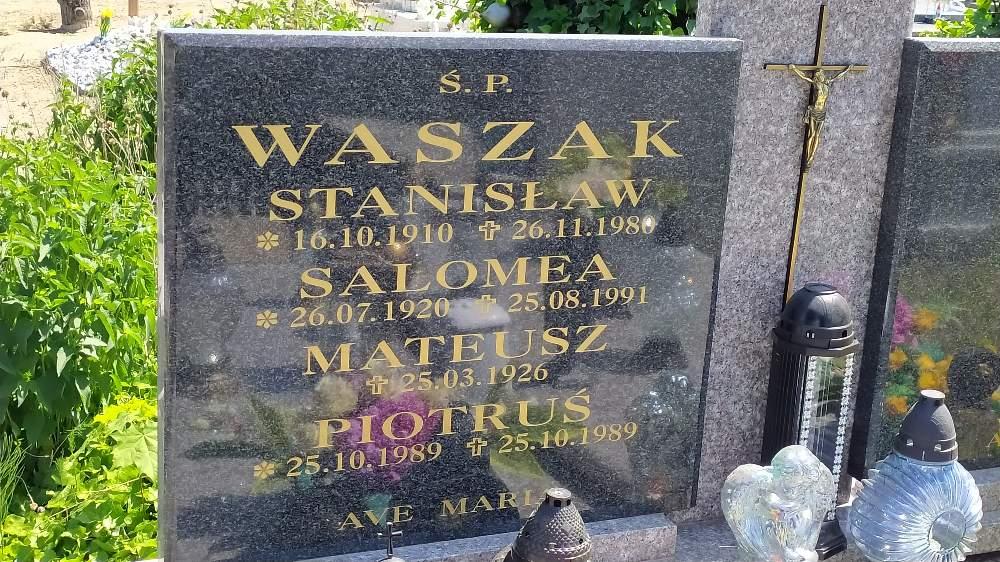 Ś. P.
WASZAK
STANISŁAW
* 16.10.1910 ✝ 26.11.1980
SALOMEA
* 26.07.1920 ✝ 25.08.1991
MATEUSZ
✝ 25.03.1926
PIOTRUŚ
* 25.10.1989 ✝ 25.10.1989
AVE MARIA